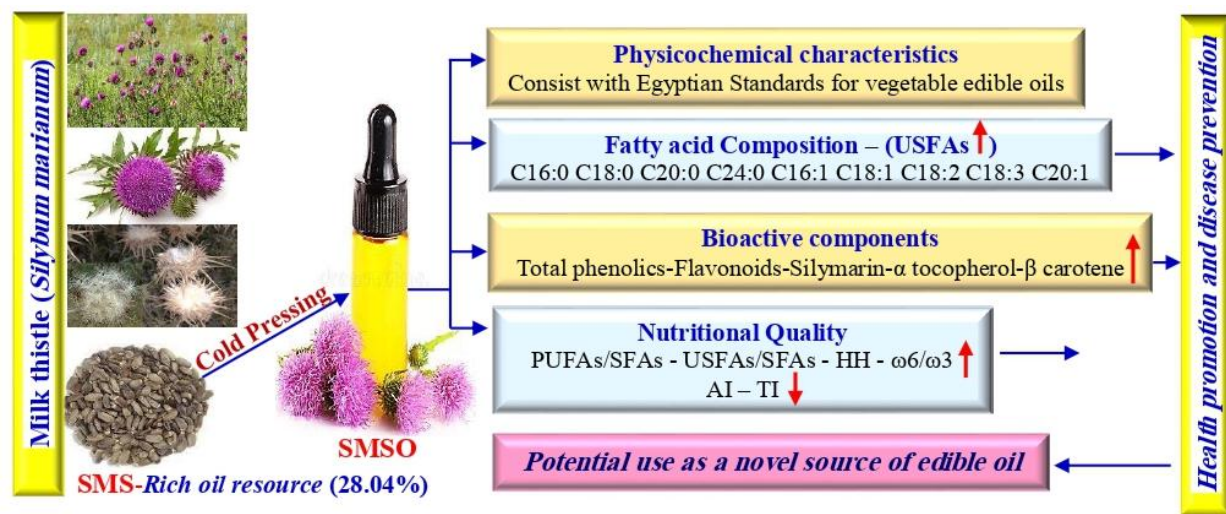 Milk thistle (Silybum marianum)
Cold Pressing
SMSO
SMS-Rich oil resource (28.04%)
Physicochemical characteristics
Consist with Egyptian Standards for vegetable edible oils
Fatty acid Composition – (USFAs )
C16:0 C18:0 C20:0 C24:0 C16:1 C18:1 C18:2 C18:3 C20:1
Bioactive components
Total phenolics-Flavonoids-Silymarin-α tocopherol-β carotene
Nutritional Quality
PUFAs/SFAs - USFAs/SFAs - HH - ω6/ω3
AI – TI
Potential use as a novel source of edible oil
Health promotion and disease prevention